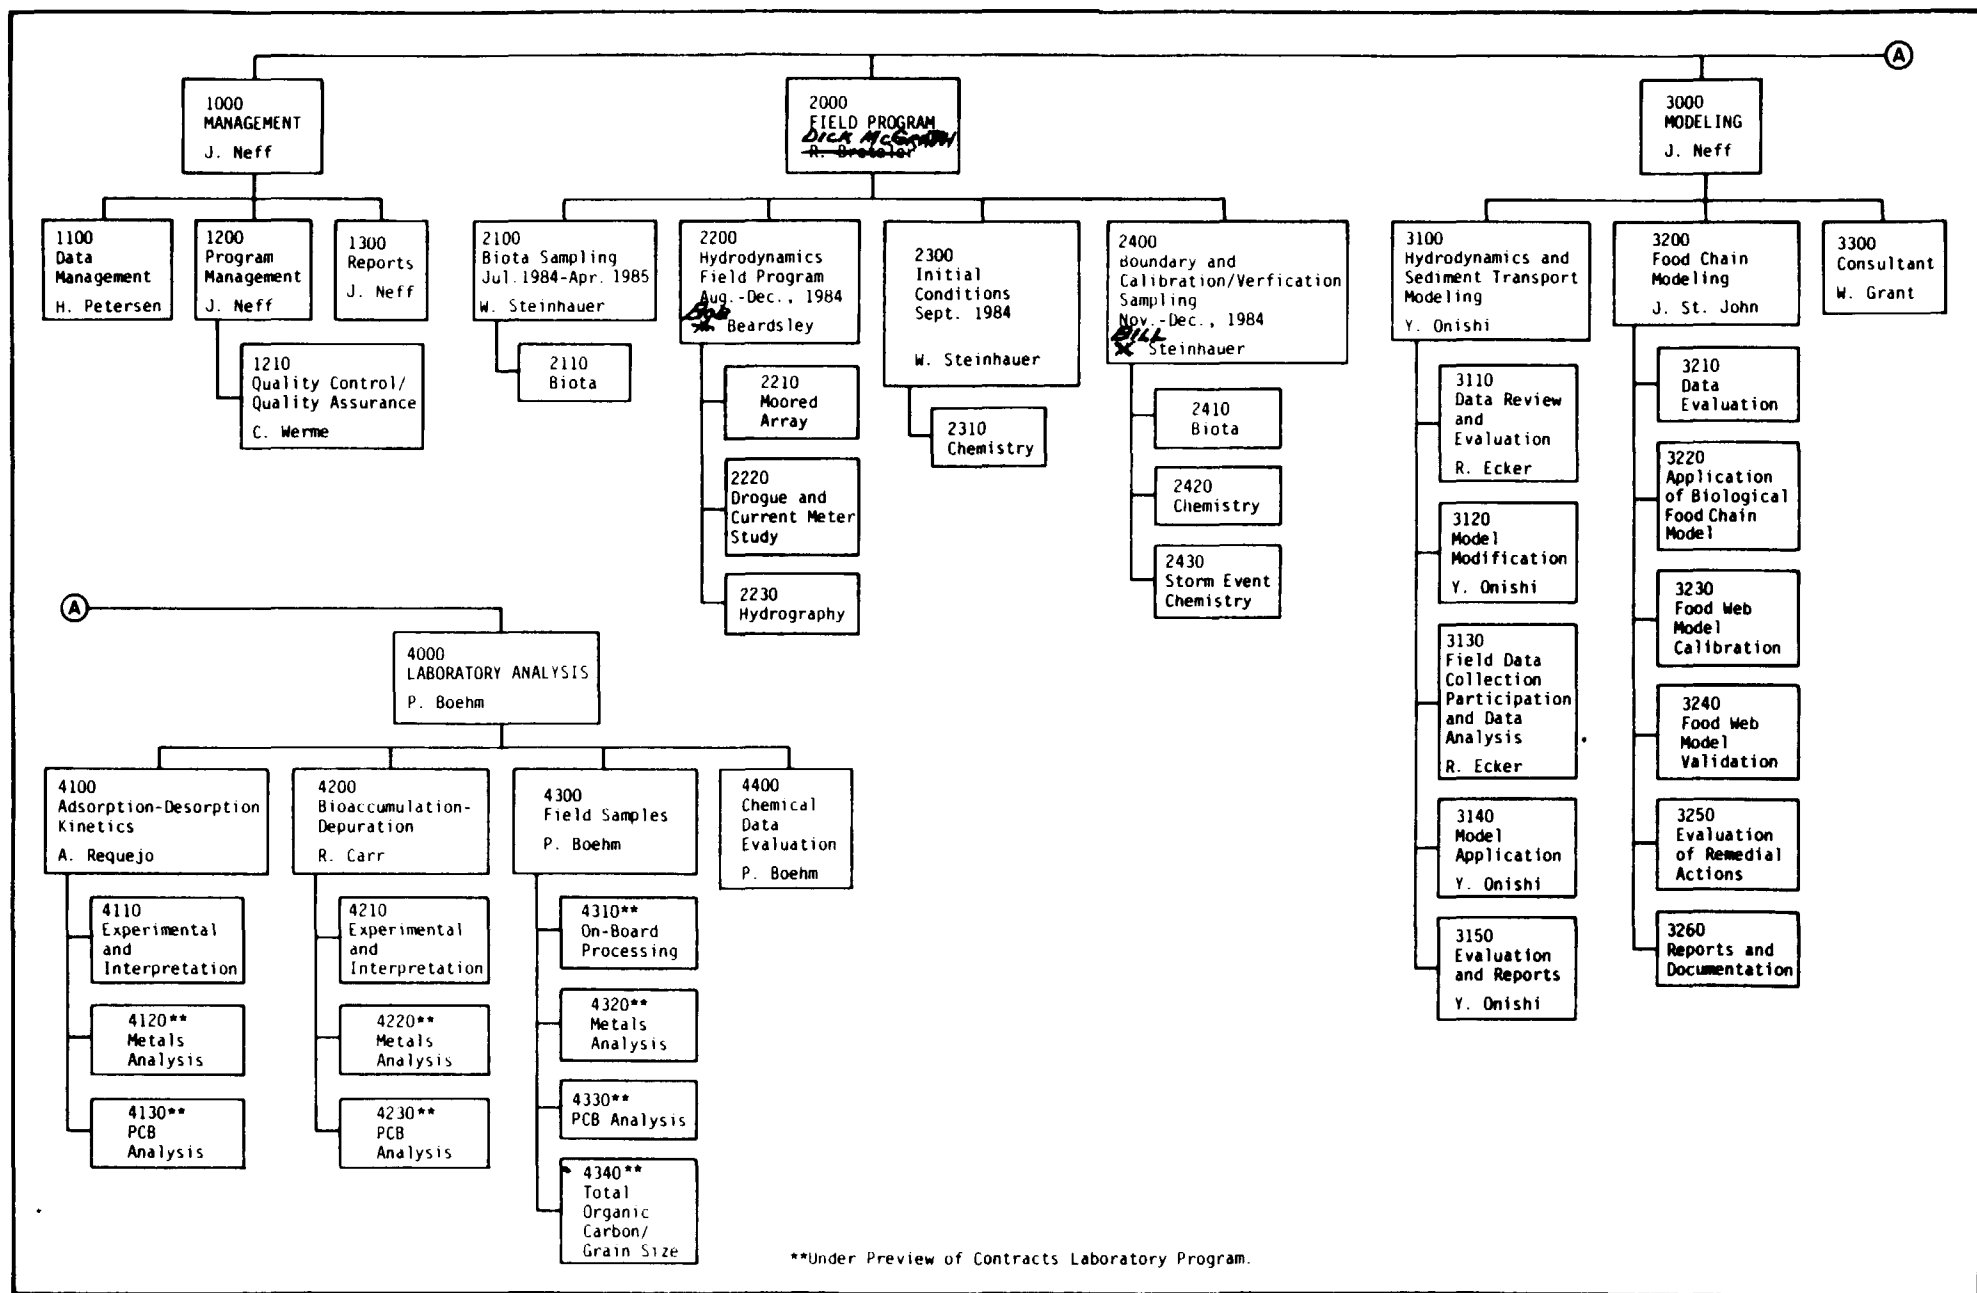 A
1000
MANAGEMENT
J. Neff
2000
FIELD PROGRAM
DICK McGRATH
R. Bretsler
3000
MODELING
J. Neff
1100
Data
Management
H. Petersen
1200
Program
Management
J. Neff
1300
Reports
J. Neff
1210
Quality Control/
Quality Assurance
C. Werme
2100
Biota Sampling
Jul.1984-Apr. 1985
W. Steinhauer
2110
Biota
2200
Hydrodynamics
Field Program
Aug.-Dec., 1984
Bob
Beardsley
2210
Moored
Array
2220
Drogue and
Current Meter
Study
2230
Hydrography
2300
Initial
Conditions
Sept. 1984
W. Steinhauer
2310
Chemistry
2400
Boundary and
Calibration/Verfication
Sampling
Nov.-Dec., 1984
BILL
Steinhauer
2410
Biota
2420
Chemistry
2430
Storm Event
Chemistry
3100
Hydrodynamics and
Sediment Transport
Modeling
Y. Onishi
3110
Data Review
and
Evaluation
R. Ecker
3120
Model
Modification
Y. Onishi
3130
Field Data
Collection
Participation
and Data
Analysis
R. Ecker
3140
Model
Application
Y. Onishi
3150
Evaluation
and Reports
Y. Onishi
3200
Food Chain
Modeling
J. St. John
3210
Data
Evaluation
3220
Application
of Biological
Food Chain
Model
3230
Food Web
Model
Calibration
3240
Food Web
Model
Validation
3250
Evaluation
of Remedial
Actions
3260
Reports and
Documentation
3300
Consultant
W. Grant
A
4000
LABORATORY ANALYSIS
P. Boehm
4100
Adsorption-Desorption
Kinetics
A. Requejo
4110
Experimental
and
Interpretation
4120**
Metals
Analysis
4130**
PCB
Analysis
4200
Bioaccumulation-
Depuration
R. Carr
4210
Experimental
and
Interpretation
4220**
Metals
Analysis
4230**
PCB
Analysis
4300
Field Samples
P. Boehm
4310**
On-Board
Processing
4320**
Metals
Analysis
4330**
PCB Analysis
4340**
Total
Organic
Carbon/
Grain Size
4400
Chemical
Data
Evaluation
P. Boehm
**Under Preview of Contracts Laboratory Program.